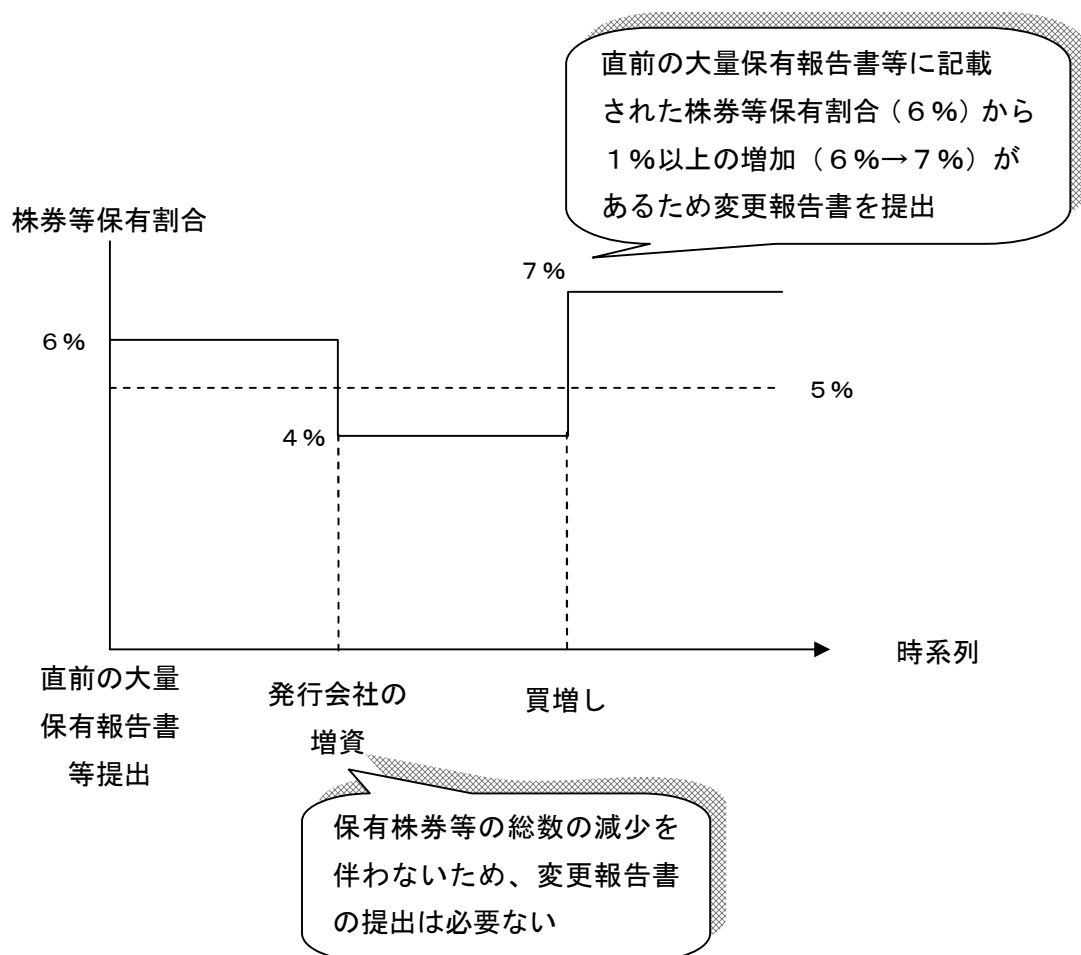 直前の大量保有報告書等に記載
された株券等保有割合（６％）から
１％以上の増加（６％→７％）が
あるため変更報告書を提出
株券等保有割合
７％
６％
５％
４％
時系列
直前の大量
保有報告書
等提出
発行会社の
増資
買増し
保有株券等の総数の減少を
伴わないため、変更報告書
の提出は必要ない